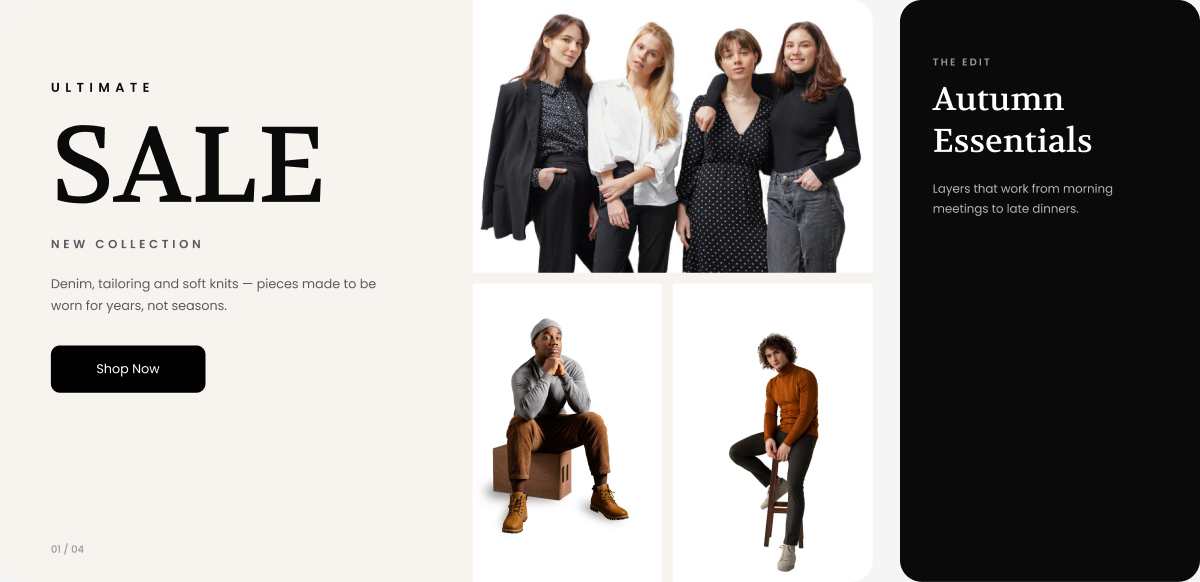 ULTIMATE
SALE
NEW COLLECTION
Denim, tailoring and soft knits — pieces made to be
worn for years, not seasons.
Shop Now
01 / 04
THE EDIT
Autumn
Essentials
Layers that work from morning
meetings to late dinners.